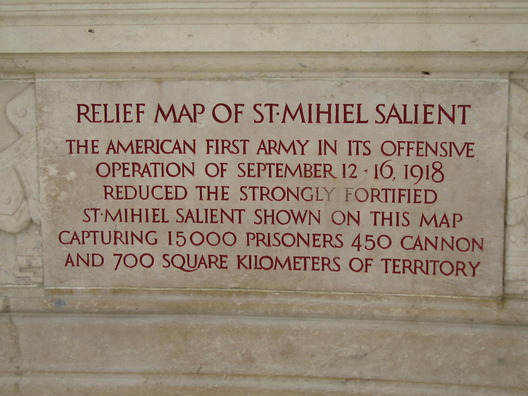 RELIEF MAP OF ST·MIHIEL SALIENT
THE AMERICAN FIRST ARMY IN ITS OFFENSIVE
OPERATION OF SEPTEMBER 12·16, 1918
REDUCED THE STRONGLY FORTIFIED
ST·MIHIEL SALIENT SHOWN ON THIS MAP
CAPTURING 15000 PRISONERS 450 CANNON
AND 700 SQUARE KILOMETERS OF TERRITORY